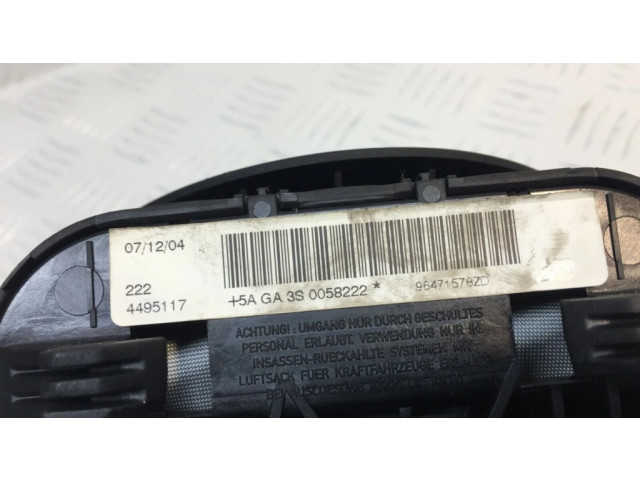 07/12/04
222
4495117
+5A GA 3S 0058222 *
96471578ZD
ACHTUNG!. UMGANG NUR DURCH GESCHULTES
PERSONAL ERLAUBT. VERWENDUNG NUR IN
INSASSEN-RUECKHALTE SYSTEMEN
LUFTSACK FUER KRAFTFAHRZEUGE